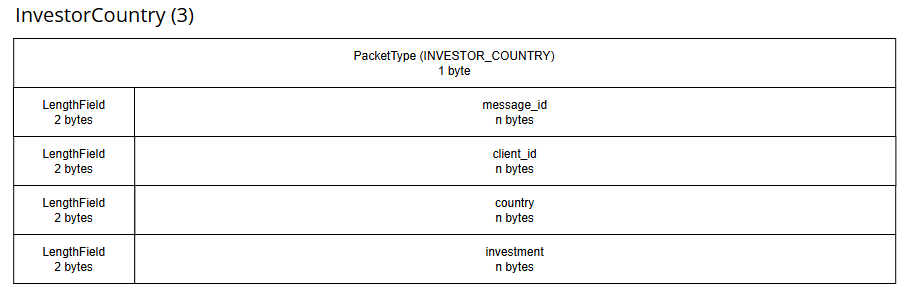 InvestorCountry (3)
PacketType (INVESTOR_COUNTRY)
1 byte
LengthField
2 bytes
message_id
n bytes
LengthField
2 bytes
client_id
n bytes
LengthField
2 bytes
country
n bytes
LengthField
2 bytes
investment
n bytes